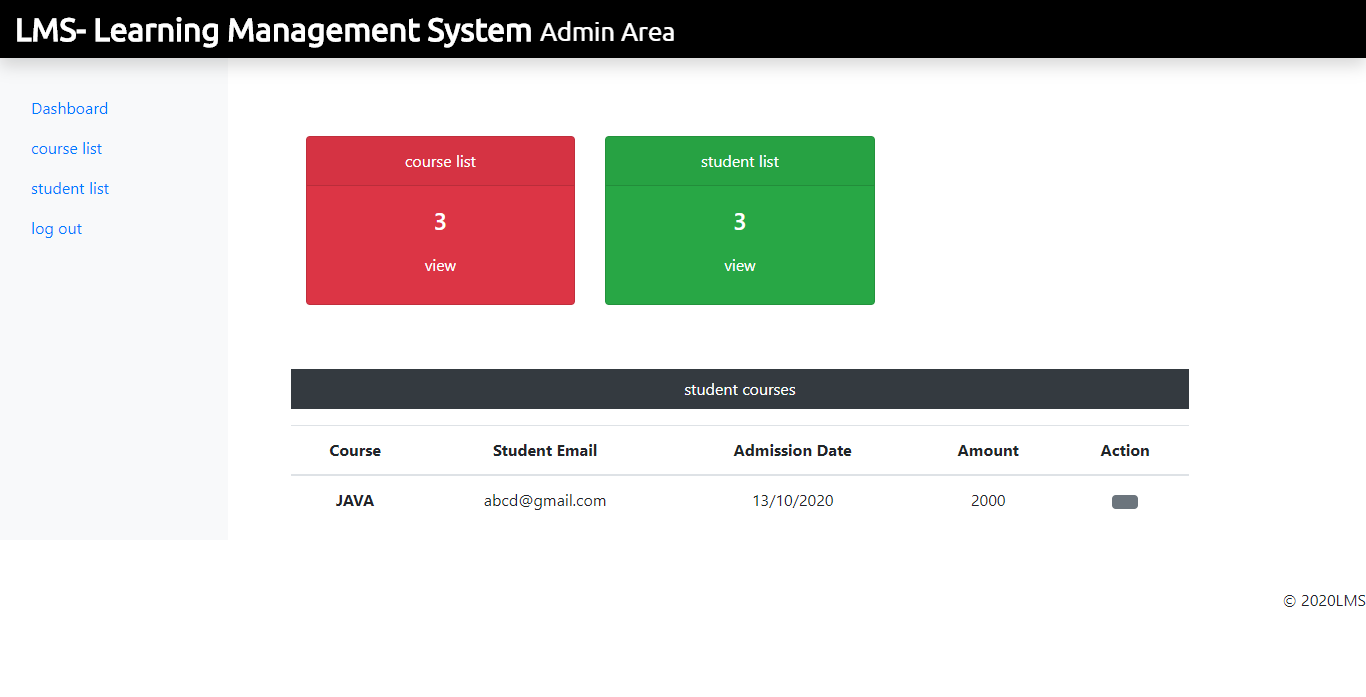 LMS- Learning Management System Admin Area
Dashboard
course list
student list
log out
course list
3
view
student list
3
view
student courses
Course Student Email Admission Date Amount Action
JAVA abcd@gmail.com 13/10/2020 2000
© 2020LMS